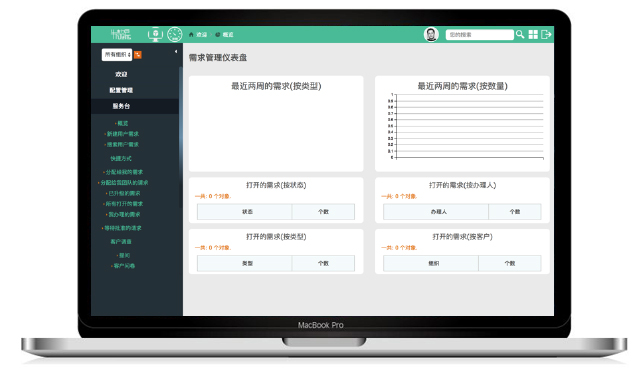 欢迎
概览
您的搜索
所有组织
需求管理仪表盘
欢迎
配置管理
服务台
概览
新建用户需求
搜索用户需求
快捷方式
分配给我的需求
分配给我团队的需求
已升级的需求
所有打开的需求
我办理的需求
等待批准的请求
客户调查
提问
客户问卷
最近两周的需求(按类型)
最近两周的需求(按数量)
1
0.9
0.8
0.7
0.6
0.5
0.4
0.3
0.2
0.1
0
打开的需求(按状态)
一共: 0 个对象.
状态 个数
打开的需求(按办理人)
一共: 0 个对象.
办理人 个数
打开的需求(按类型)
一共: 0 个对象.
类型 个数
打开的需求(按客户)
一共: 0 个对象.
组织 个数
MacBook Pro